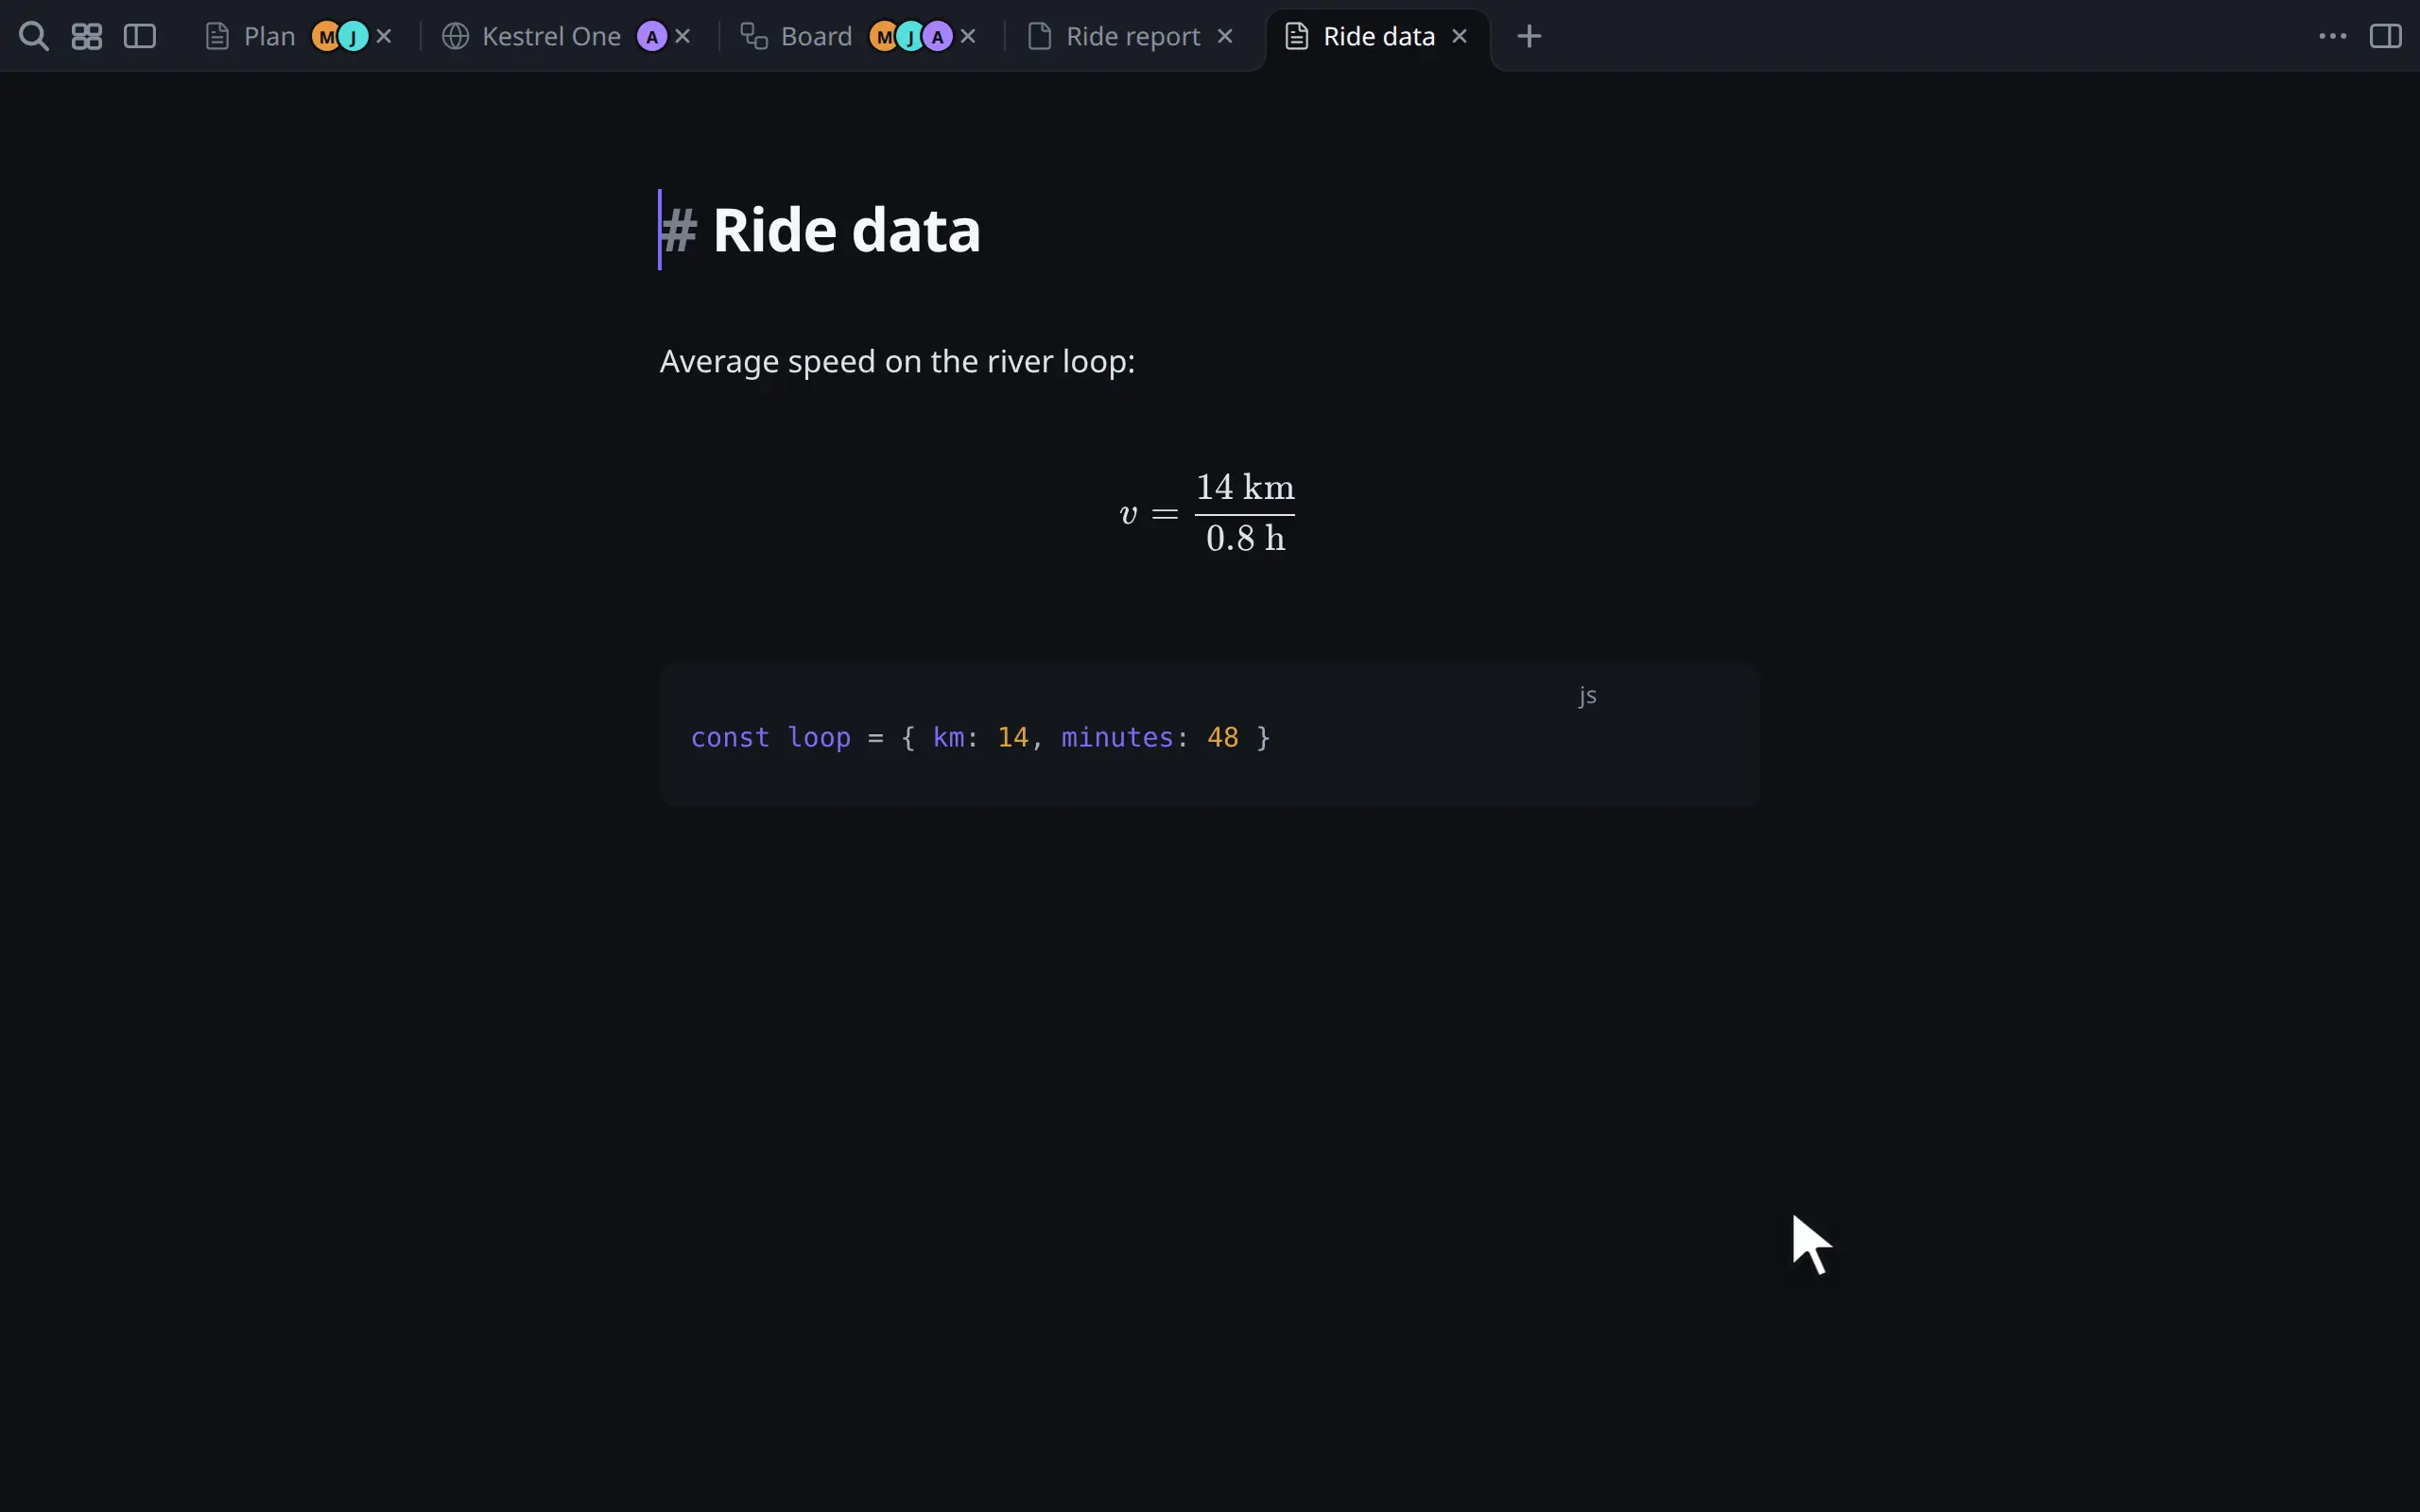 Plan M J Kestrel One A Board M J A Ride report Ride data
# Ride data
Average speed on the river loop:
v = 14 km / 0.8 h
js
const loop = { km: 14, minutes: 48 }